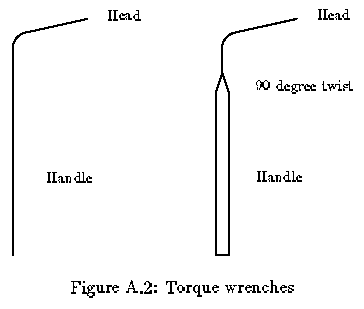 Head
Head
90 degree twist
Handle
Handle
Figure A.2: Torque wrenches